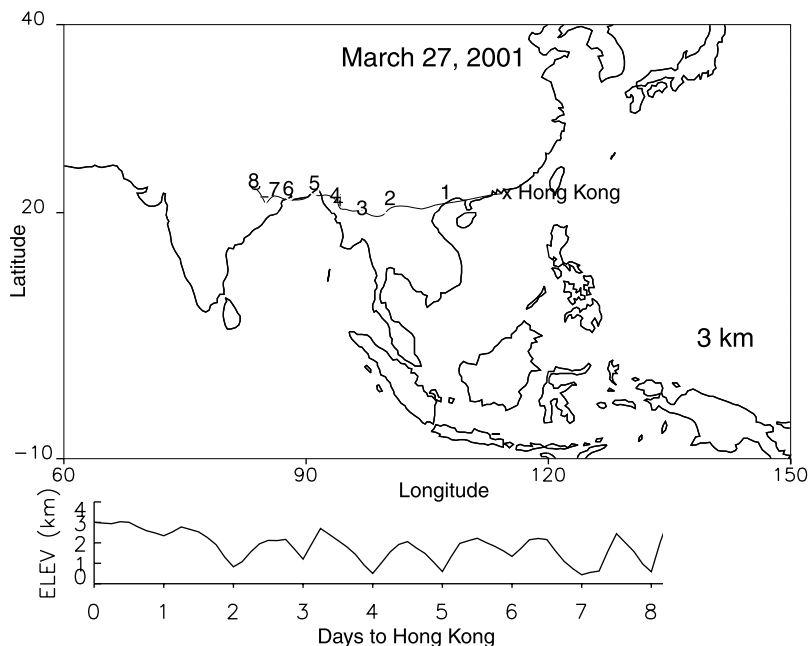 40
March 27, 2001
8 7 6 5 4 3 2 1 x Hong Kong
20
Latitude
3 km
−10
60 90 120 150
Longitude
ELEV (km)
4
3
2
1
0
0 1 2 3 4 5 6 7 8
Days to Hong Kong